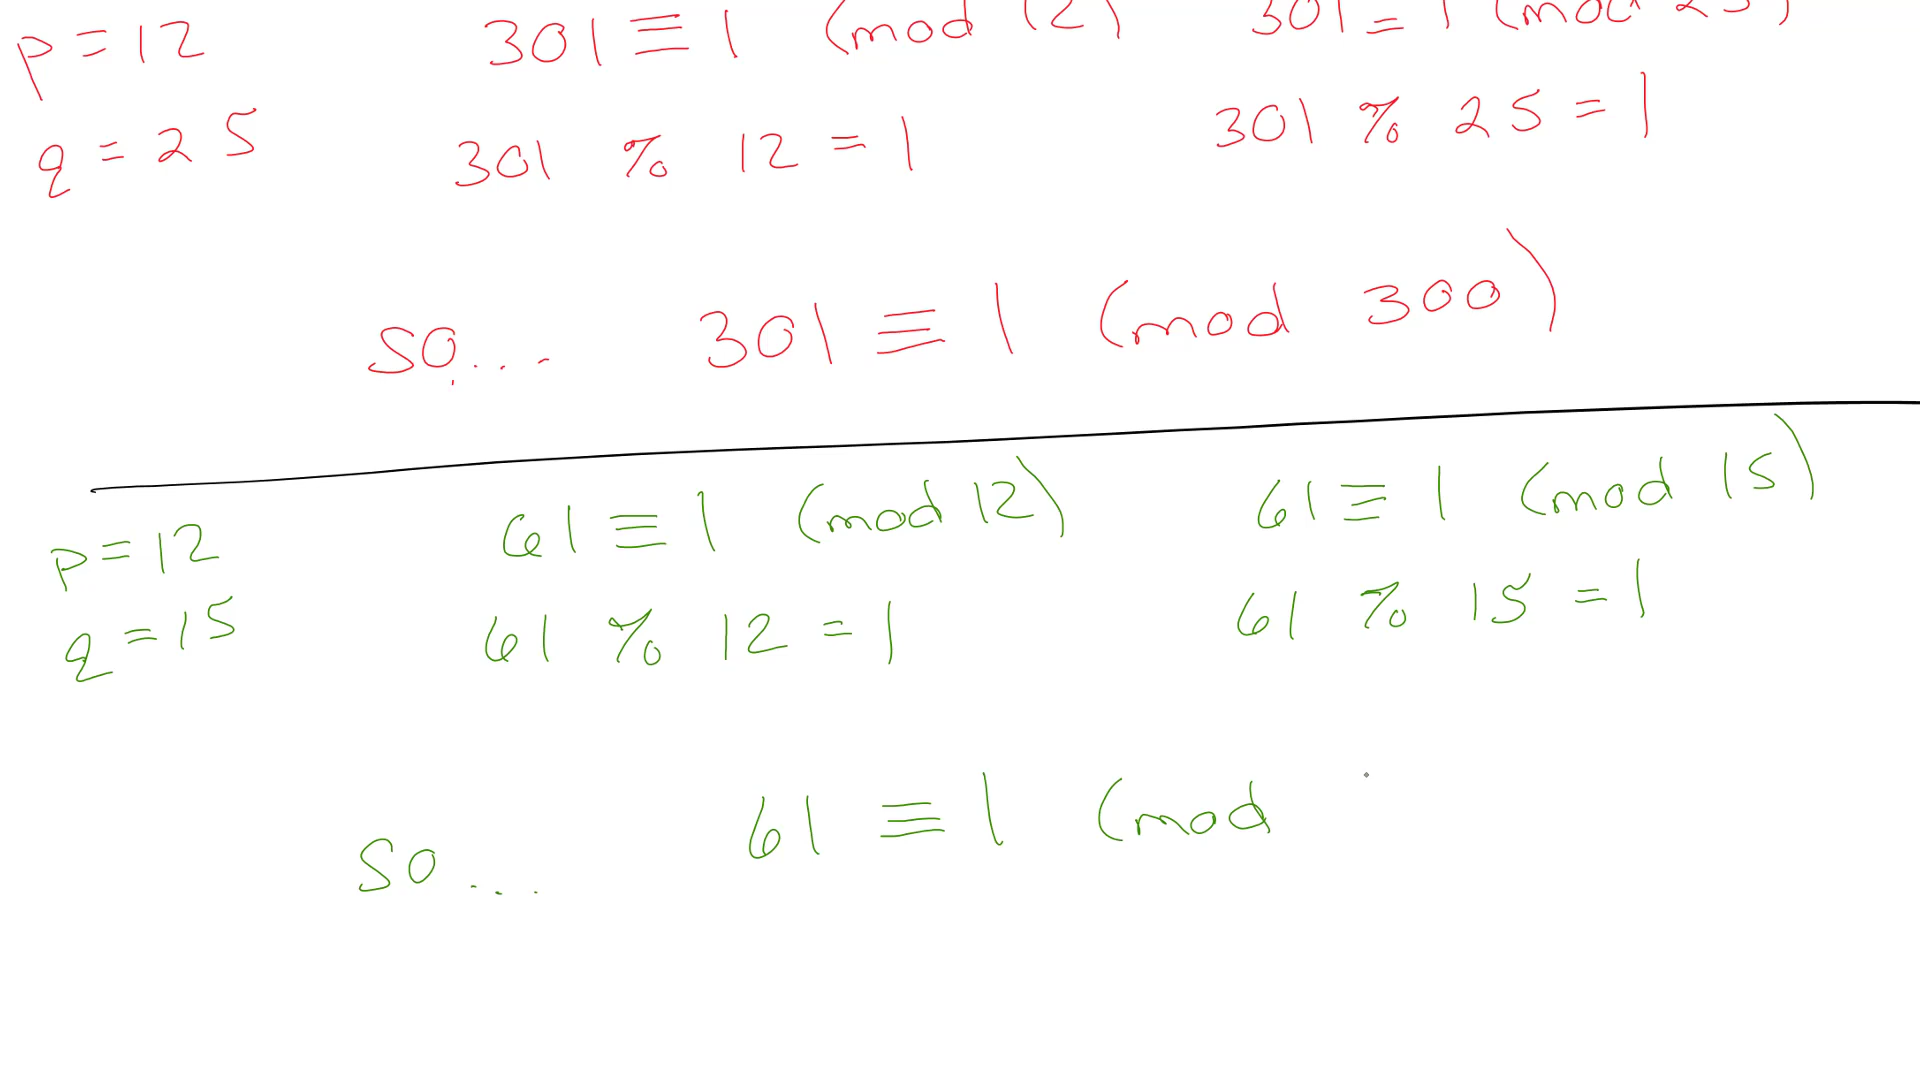 p = 12 301 ≡ 1 (mod 12) 301 ≡ 1 (mod 25)
q = 25 301 % 12 = 1 301 % 25 = 1
so... 301 ≡ 1 (mod 300)
p = 12 61 ≡ 1 (mod 12) 61 ≡ 1 (mod 15)
q = 15 61 % 12 = 1 61 % 15 = 1
so... 61 ≡ 1 (mod